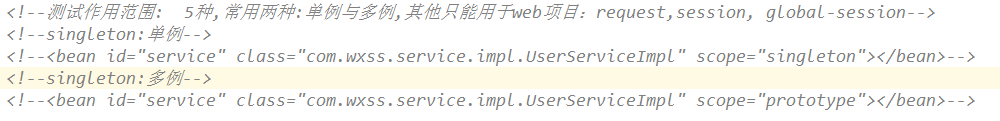 <!--测试作用范围:  5种,常用两种:单例与多例,其他只能用于web项目：request,session, global-session-->
<!--singleton:单例-->
<!--<bean id="service" class="com.wxss.service.impl.UserServiceImpl" scope="singleton"></bean>-->
<!--singleton:多例-->
<!--<bean id="service" class="com.wxss.service.impl.UserServiceImpl" scope="prototype"></bean>-->